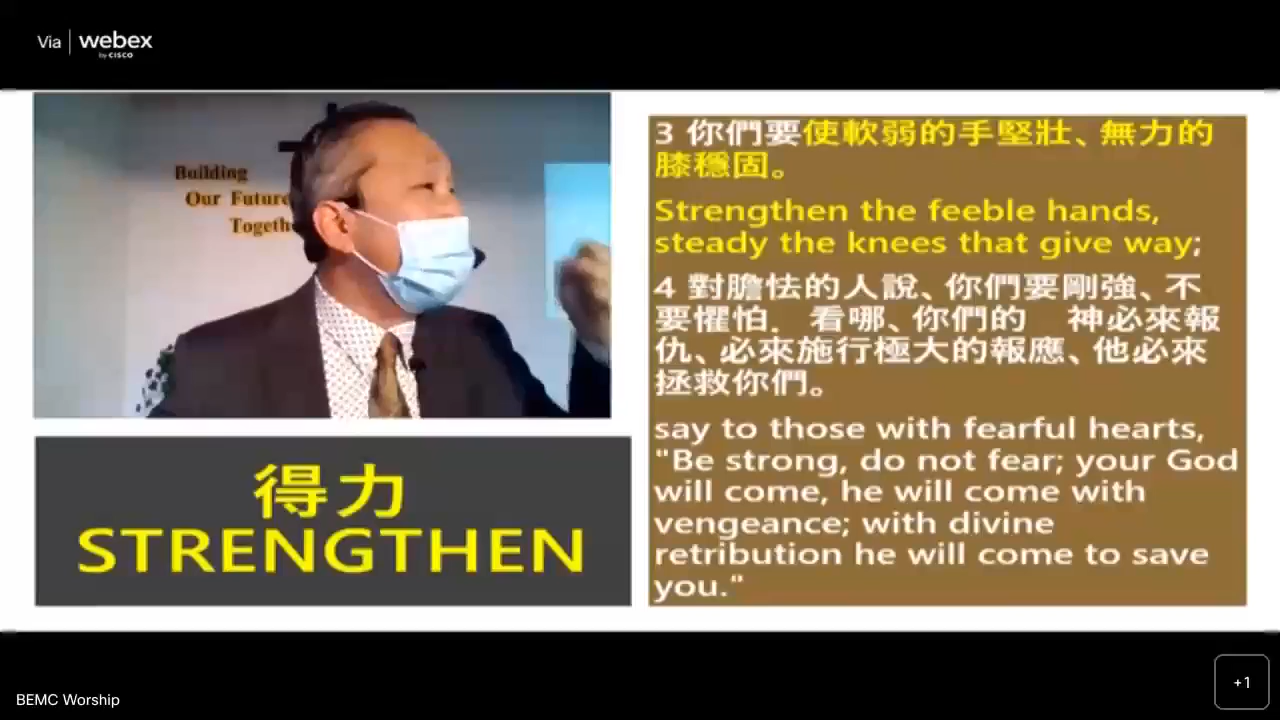 Via
webex
by CISCO
Building
Our Future
Togeth
得力
STRENGTHEN
3 你們要使軟弱的手堅壯、無力的
膝穩固。
Strengthen the feeble hands,
steady the knees that give way;
4 對膽怯的人說、你們要剛強、不
要懼怕． 看哪、你們的　神必來報
仇、必來施行極大的報應、他必來
拯救你們。
say to those with fearful hearts,
"Be strong, do not fear; your God
will come, he will come with
vengeance; with divine
retribution he will come to save
you."
BEMC Worship
+1